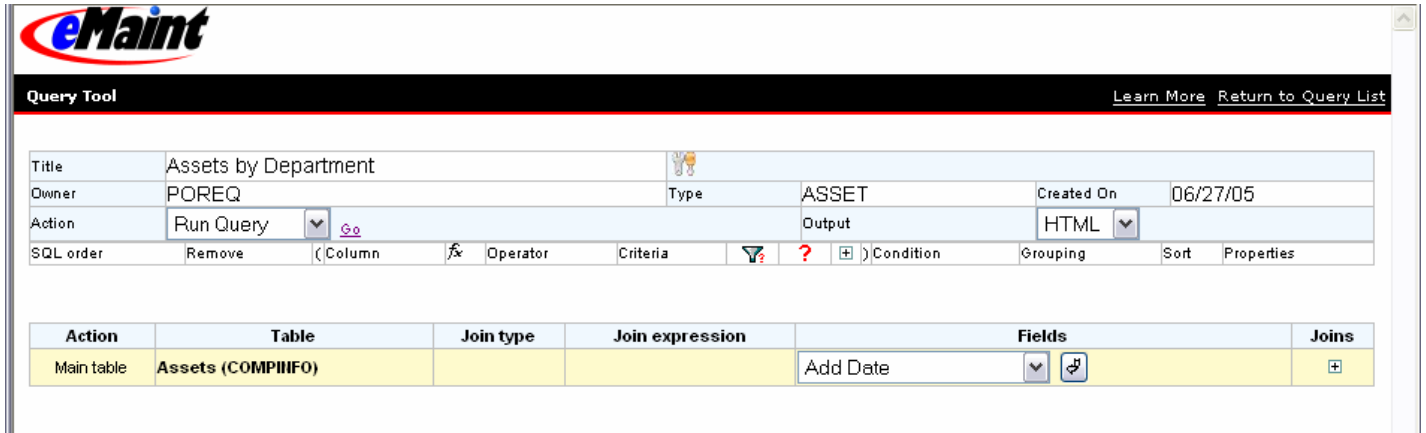 eMaint
Query Tool Learn More Return to Query List
Title Assets by Department
Owner POREQ Type ASSET Created On 06/27/05
Action Run Query Go Output HTML
SQL order Remove ( Column fx Operator Criteria ? ? + ) Condition Grouping Sort Properties
Action Table Join type Join expression Fields Joins
Main table Assets (COMPINFO) Add Date +